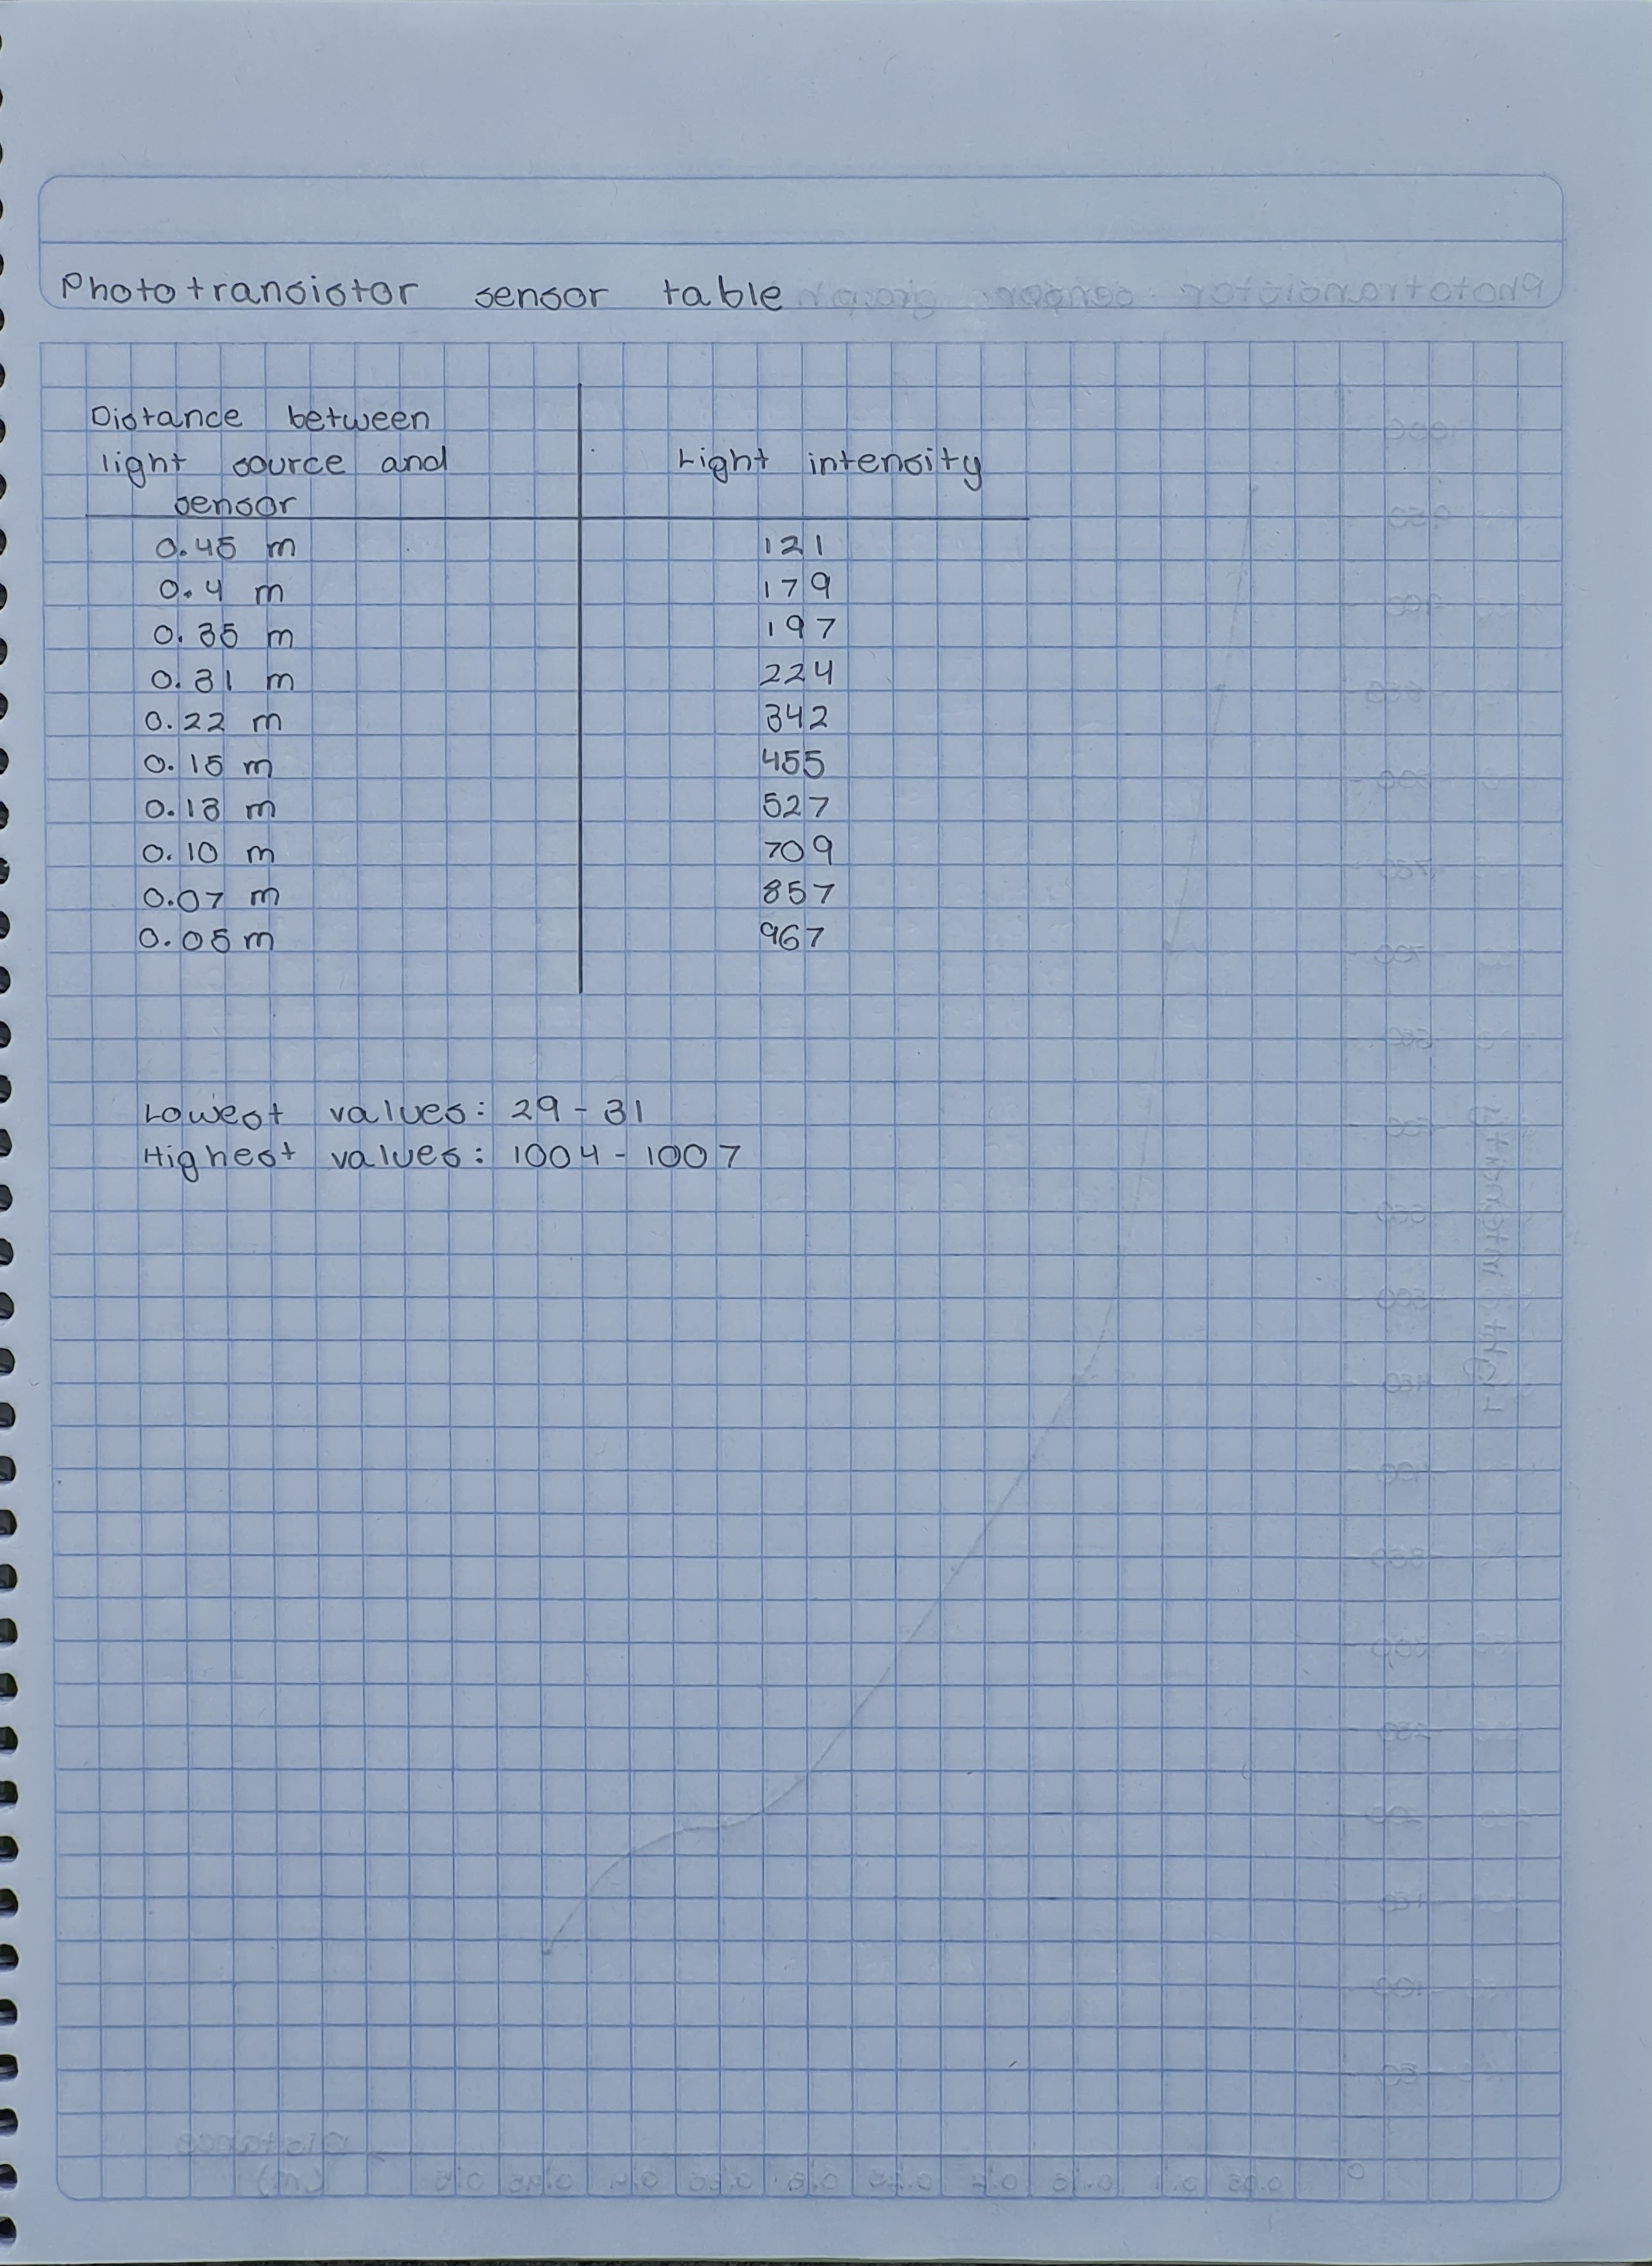 Phototransistor sensor table
Distance between
light source and
sensor
Light intensity
0.45 m 121
0.4 m 179
0.35 m 197
0.31 m 224
0.22 m 342
0.15 m 455
0.13 m 527
0.10 m 709
0.07 m 857
0.05 m 967
Lowest values: 29 - 31
Highest values: 1004 - 1007